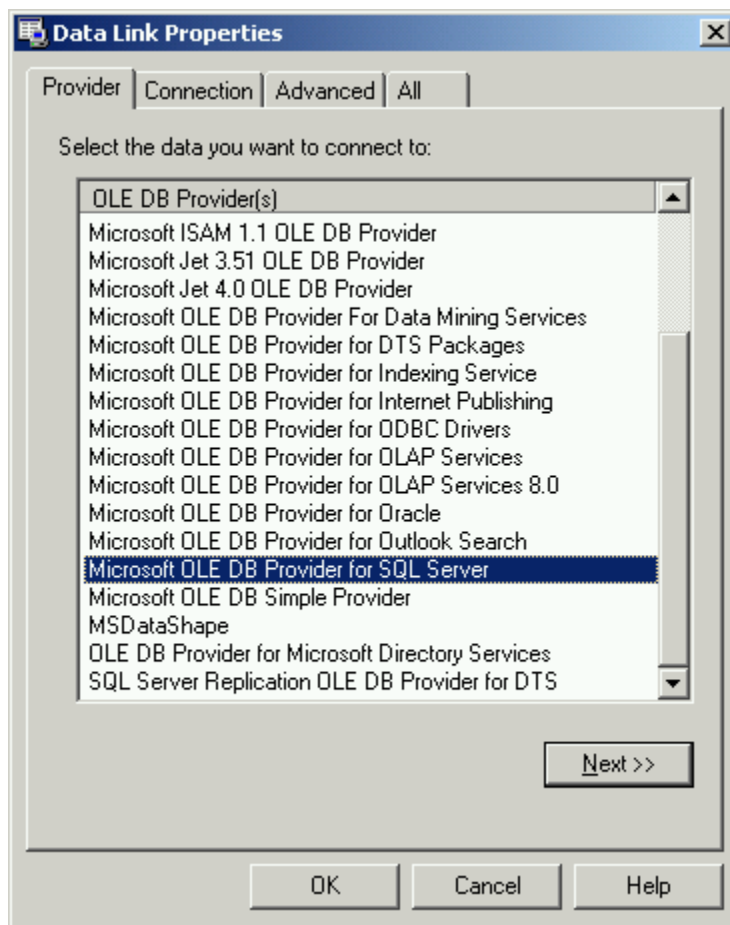 Data Link Properties
Provider
Connection
Advanced
All
Select the data you want to connect to:
OLE DB Provider(s)
Microsoft ISAM 1.1 OLE DB Provider
Microsoft Jet 3.51 OLE DB Provider
Microsoft Jet 4.0 OLE DB Provider
Microsoft OLE DB Provider For Data Mining Services
Microsoft OLE DB Provider for DTS Packages
Microsoft OLE DB Provider for Indexing Service
Microsoft OLE DB Provider for Internet Publishing
Microsoft OLE DB Provider for ODBC Drivers
Microsoft OLE DB Provider for OLAP Services
Microsoft OLE DB Provider for OLAP Services 8.0
Microsoft OLE DB Provider for Oracle
Microsoft OLE DB Provider for Outlook Search
Microsoft OLE DB Provider for SQL Server
Microsoft OLE DB Simple Provider
MSDataShape
OLE DB Provider for Microsoft Directory Services
SQL Server Replication OLE DB Provider for DTS
Next >>
OK
Cancel
Help